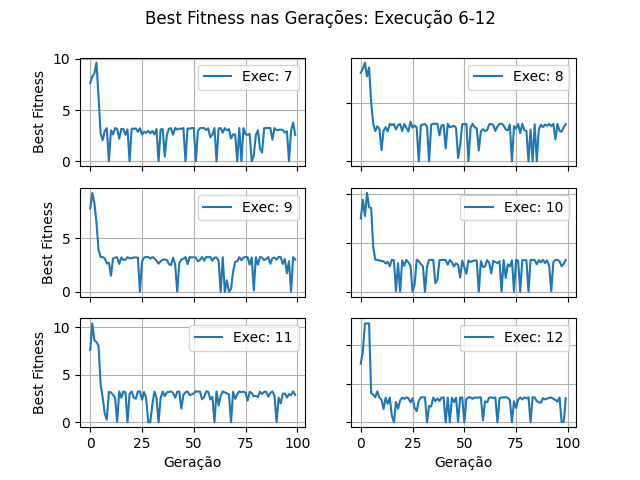 Best Fitness nas Gerações: Execução 6-12
10
5
0
Best Fitness
Exec: 7
Exec: 8
5
0
Best Fitness
Exec: 9
Exec: 10
10
5
0
Best Fitness
Exec: 11
Exec: 12
0 25 50 75 100
0 25 50 75 100
Geração
Geração